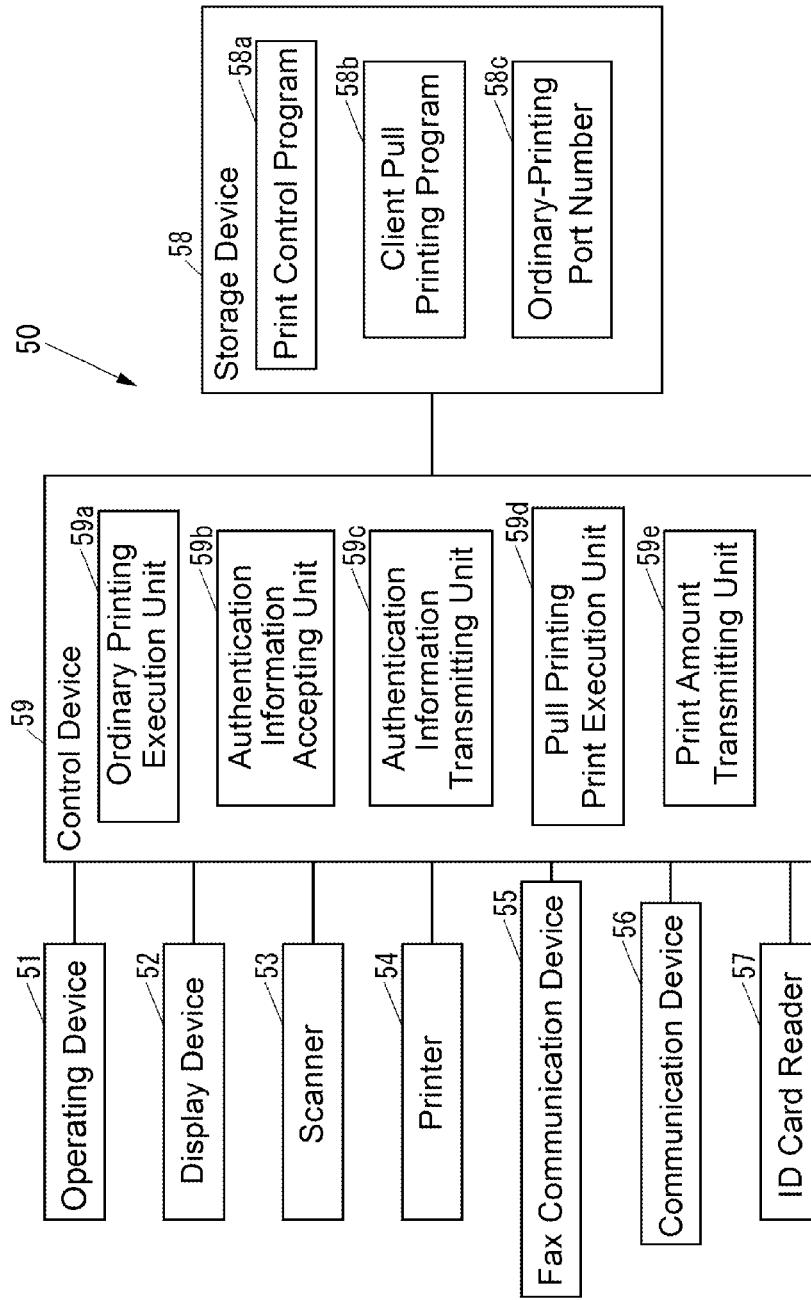 50
51
Operating Device
52
Display Device
53
Scanner
54
Printer
55
Fax Communication Device
56
Communication Device
57
ID Card Reader
59
Control Device
59a
Ordinary Printing
Execution Unit
59b
Authentication
Information
Accepting Unit
59c
Authentication
Information
Transmitting Unit
59d
Pull Printing
Print Execution Unit
59e
Print Amount
Transmitting Unit
58
Storage Device
58a
Print Control Program
58b
Client Pull
Printing Program
58c
Ordinary-Printing
Port Number